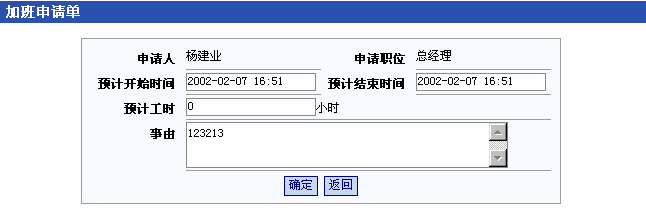 加班申请单
申请人 杨建业 申请职位 总经理
预计开始时间 2002-02-07 16:51 预计结束时间 2002-02-07 16:51
预计工时 0 小时
事由 123213
确定 返回